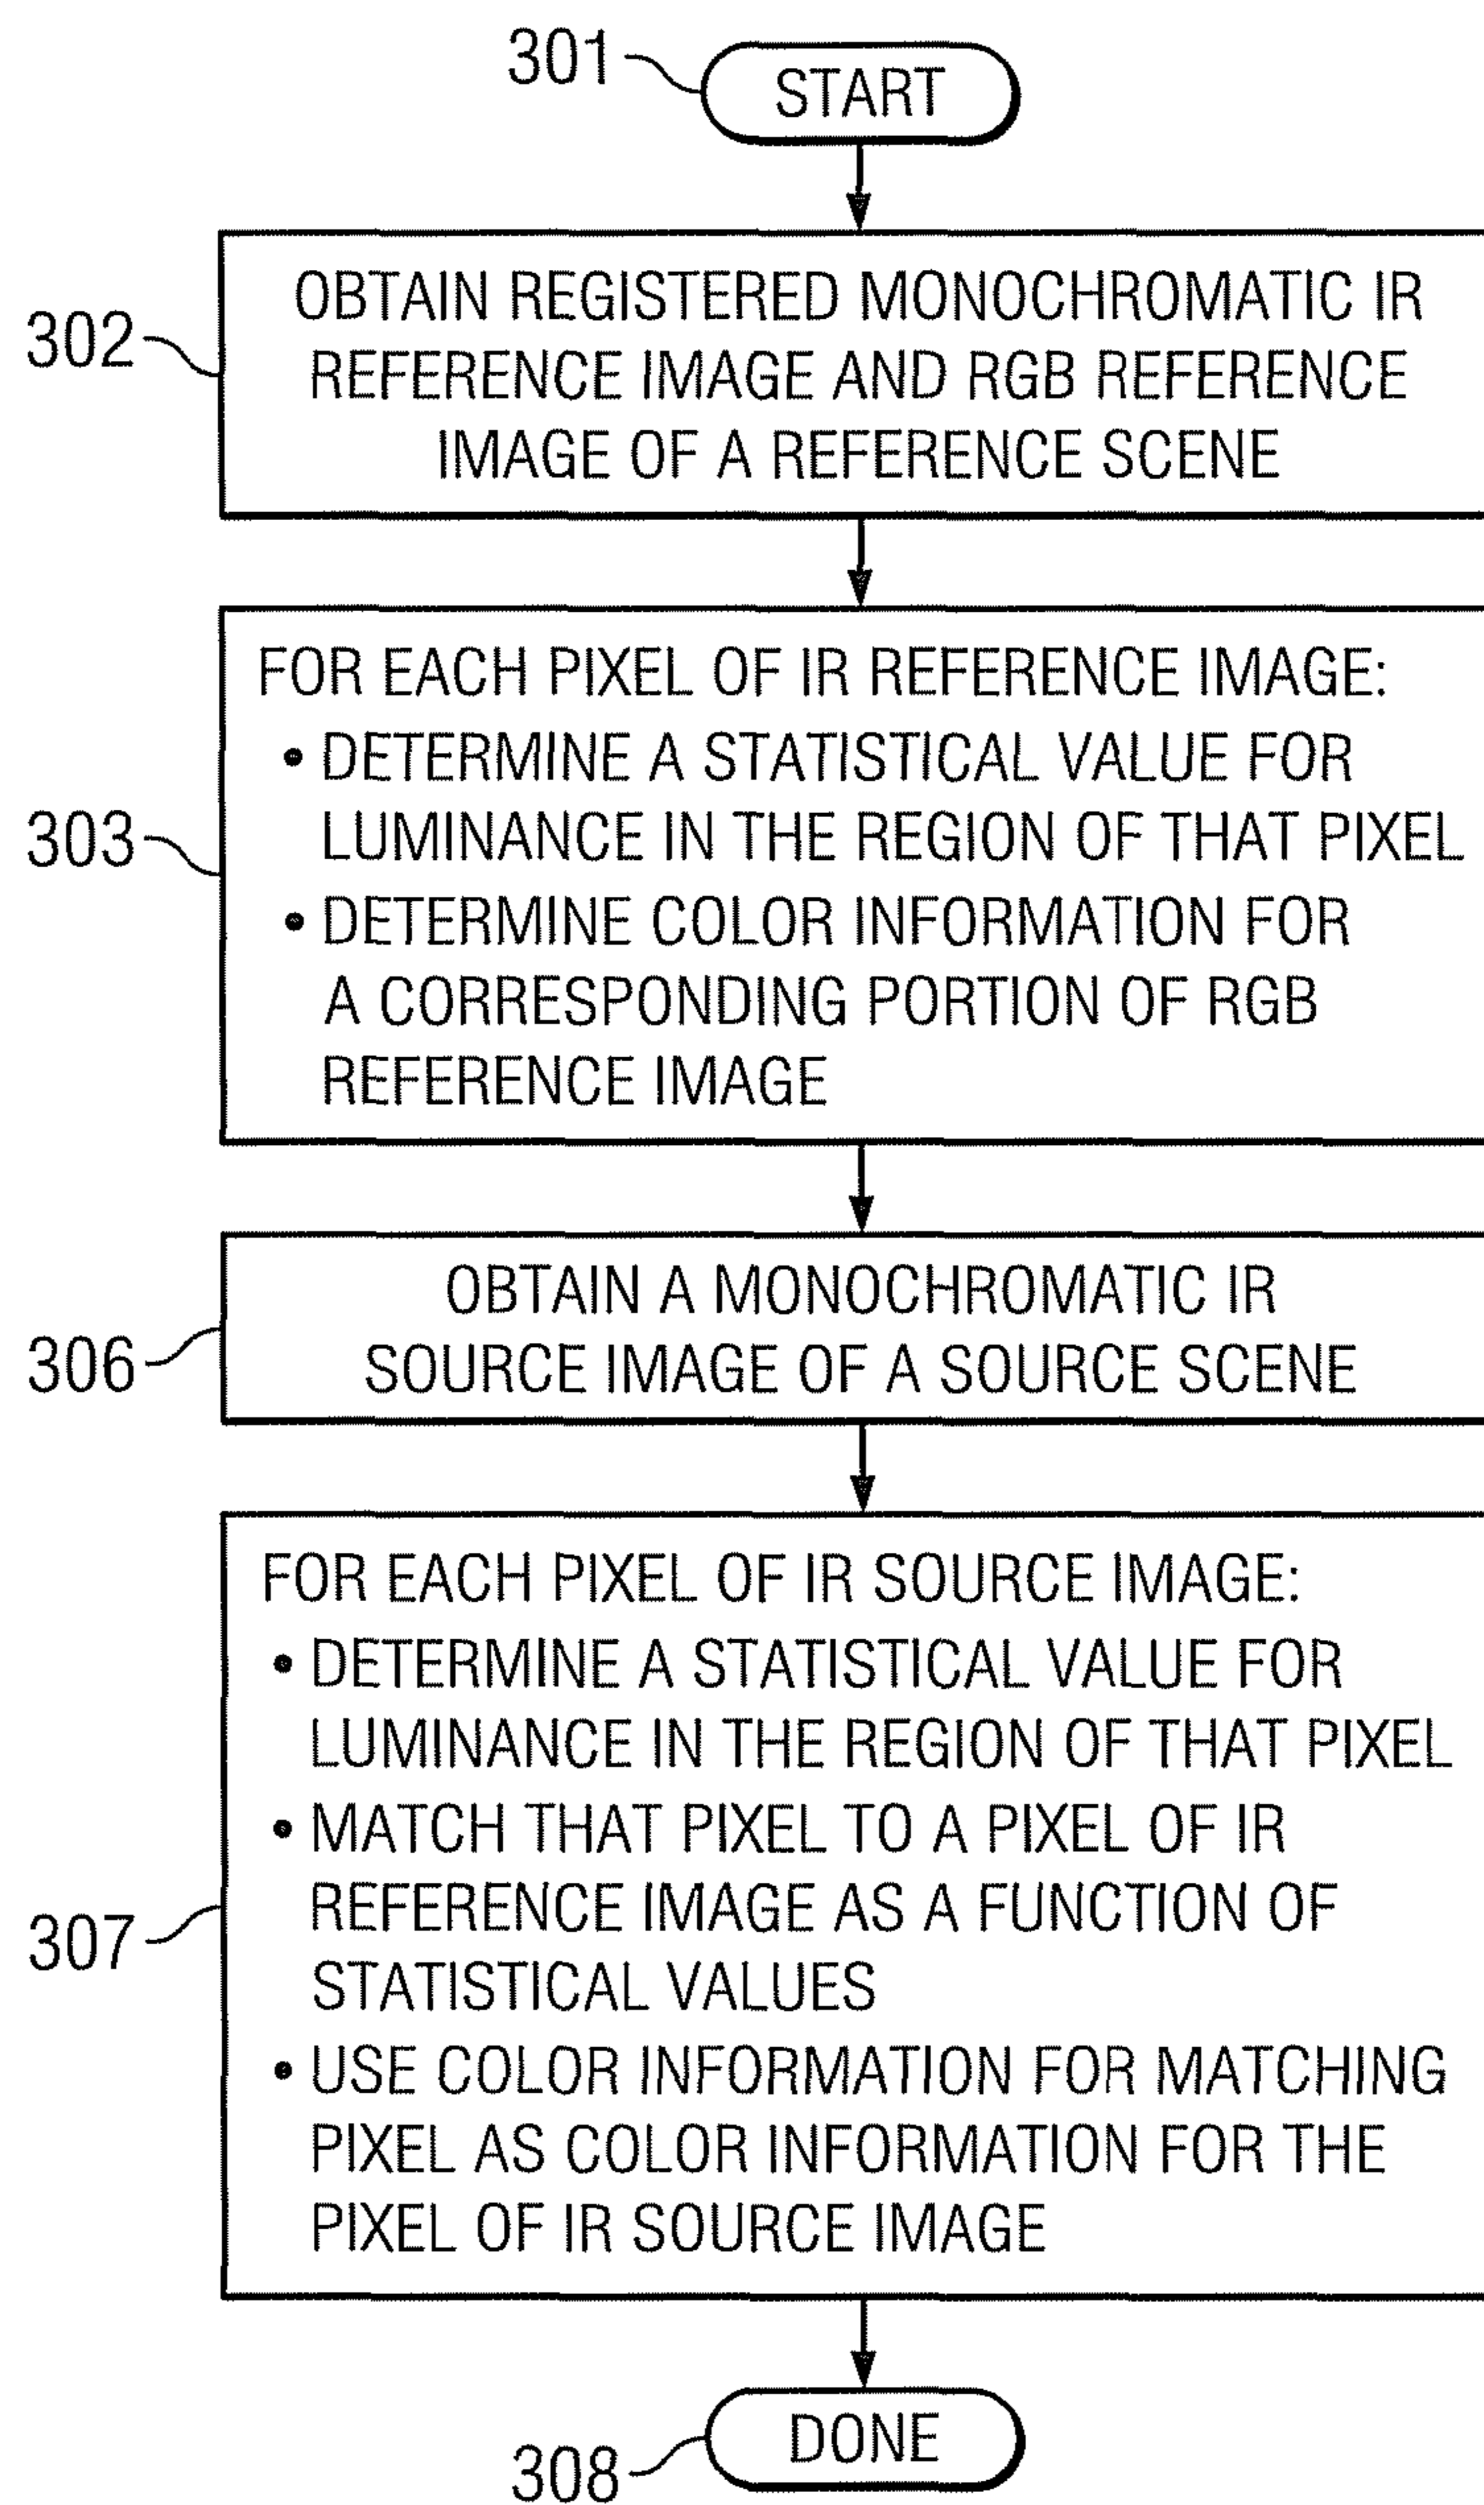 301
START
302
OBTAIN REGISTERED MONOCHROMATIC IR
REFERENCE IMAGE AND RGB REFERENCE
IMAGE OF A REFERENCE SCENE
303
FOR EACH PIXEL OF IR REFERENCE IMAGE:
• DETERMINE A STATISTICAL VALUE FOR
LUMINANCE IN THE REGION OF THAT PIXEL
• DETERMINE COLOR INFORMATION FOR
A CORRESPONDING PORTION OF RGB
REFERENCE IMAGE
306
OBTAIN A MONOCHROMATIC IR
SOURCE IMAGE OF A SOURCE SCENE
307
FOR EACH PIXEL OF IR SOURCE IMAGE:
• DETERMINE A STATISTICAL VALUE FOR
LUMINANCE IN THE REGION OF THAT PIXEL
• MATCH THAT PIXEL TO A PIXEL OF IR
REFERENCE IMAGE AS A FUNCTION OF
STATISTICAL VALUES
• USE COLOR INFORMATION FOR MATCHING
PIXEL AS COLOR INFORMATION FOR THE
PIXEL OF IR SOURCE IMAGE
308
DONE